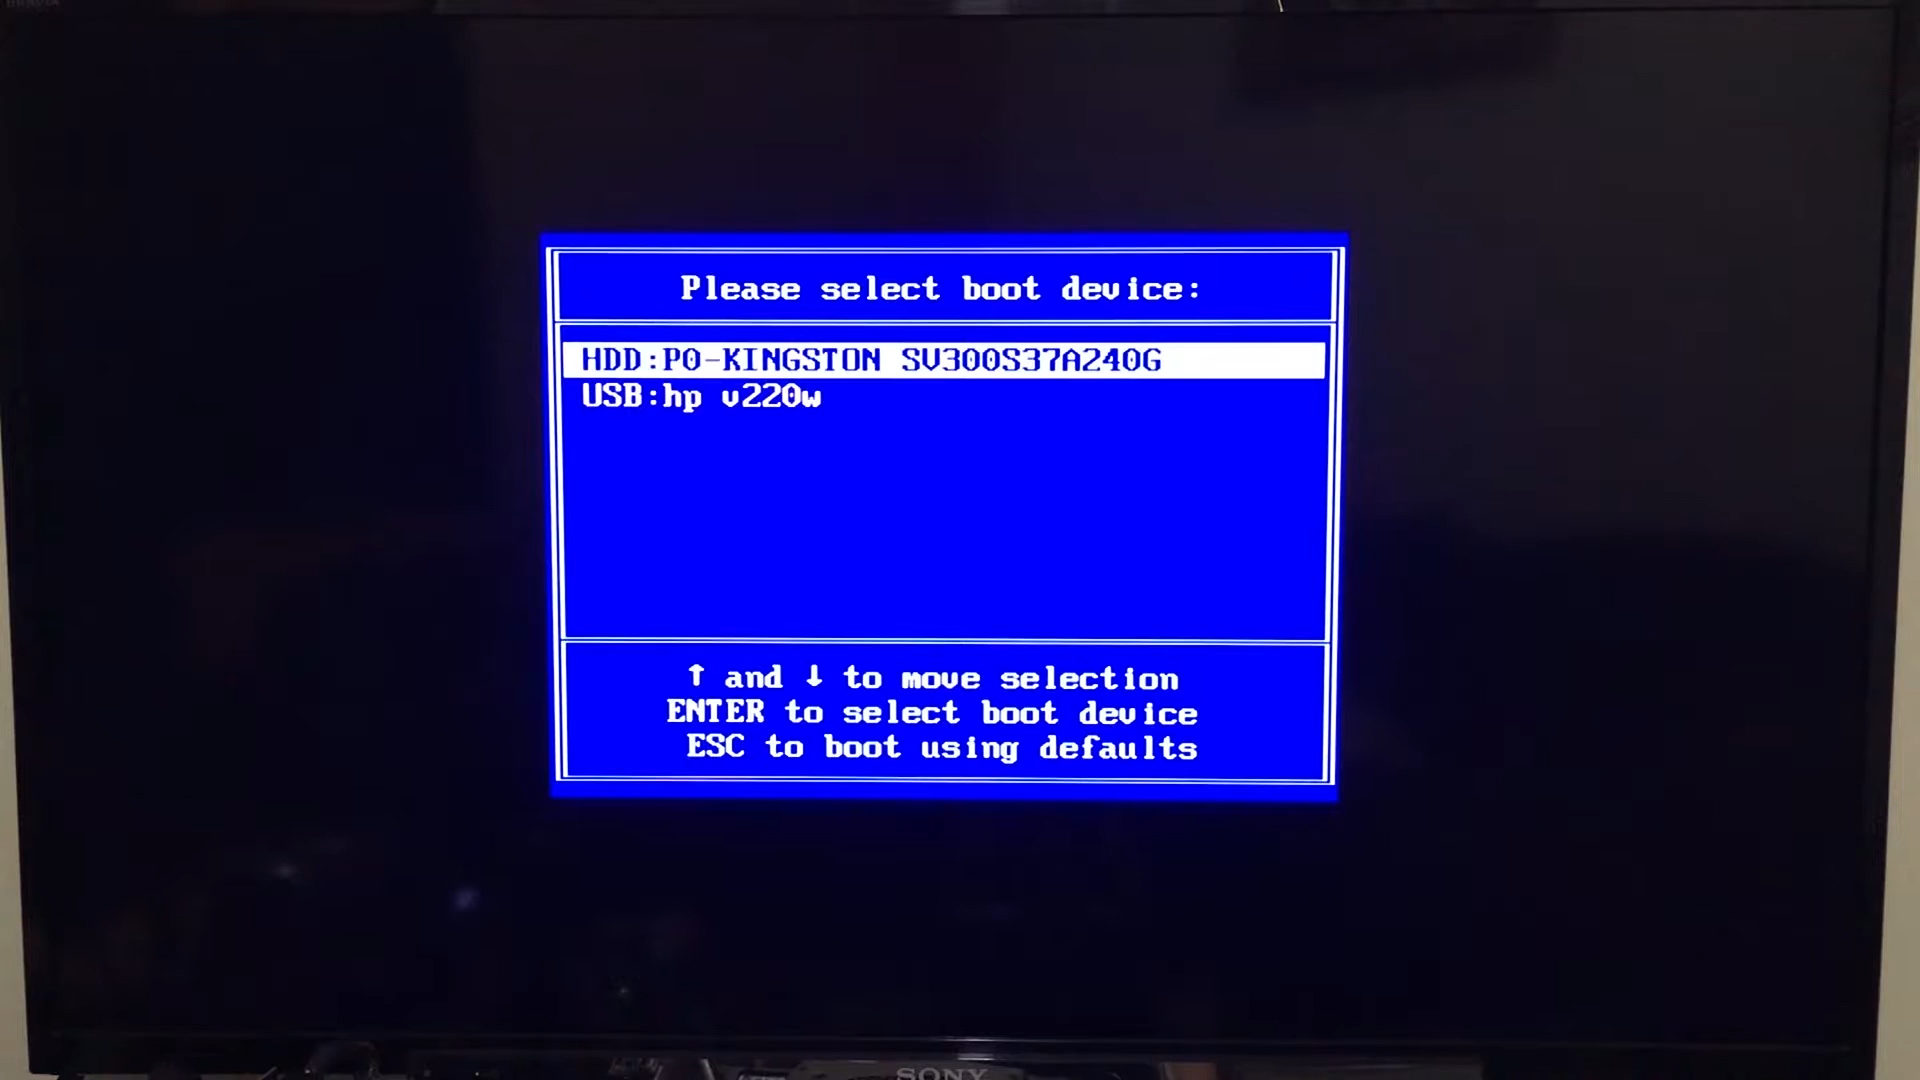 BRAVIA
Please select boot device:
HDD:P0-KINGSTON SV300S37A240G
USB:hp v220w
↑ and ↓ to move selection
ENTER to select boot device
ESC to boot using defaults
SONY